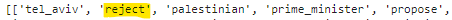 [['tel_aviv', 'reject', 'palestinian', 'prime_minister', 'propose',